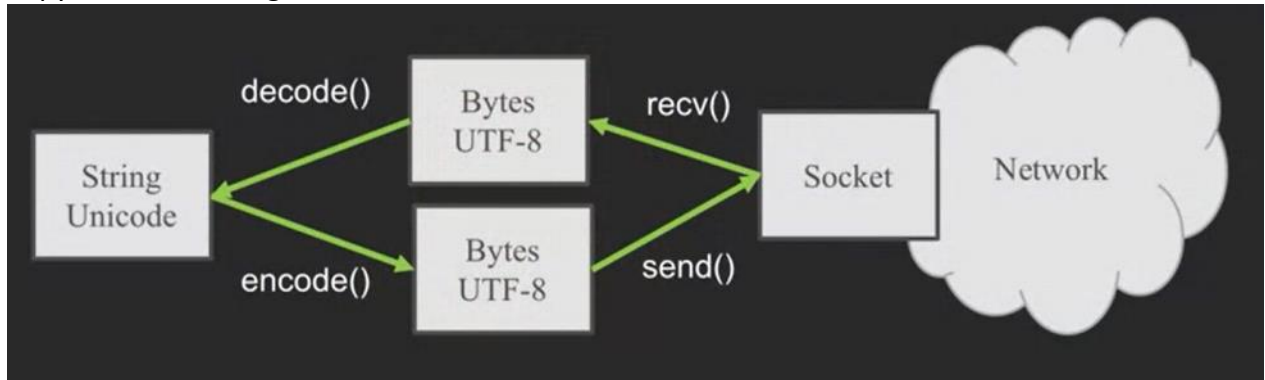 decode()
Bytes
UTF-8
recv()
String
Unicode
Socket
Network
encode()
Bytes
UTF-8
send()